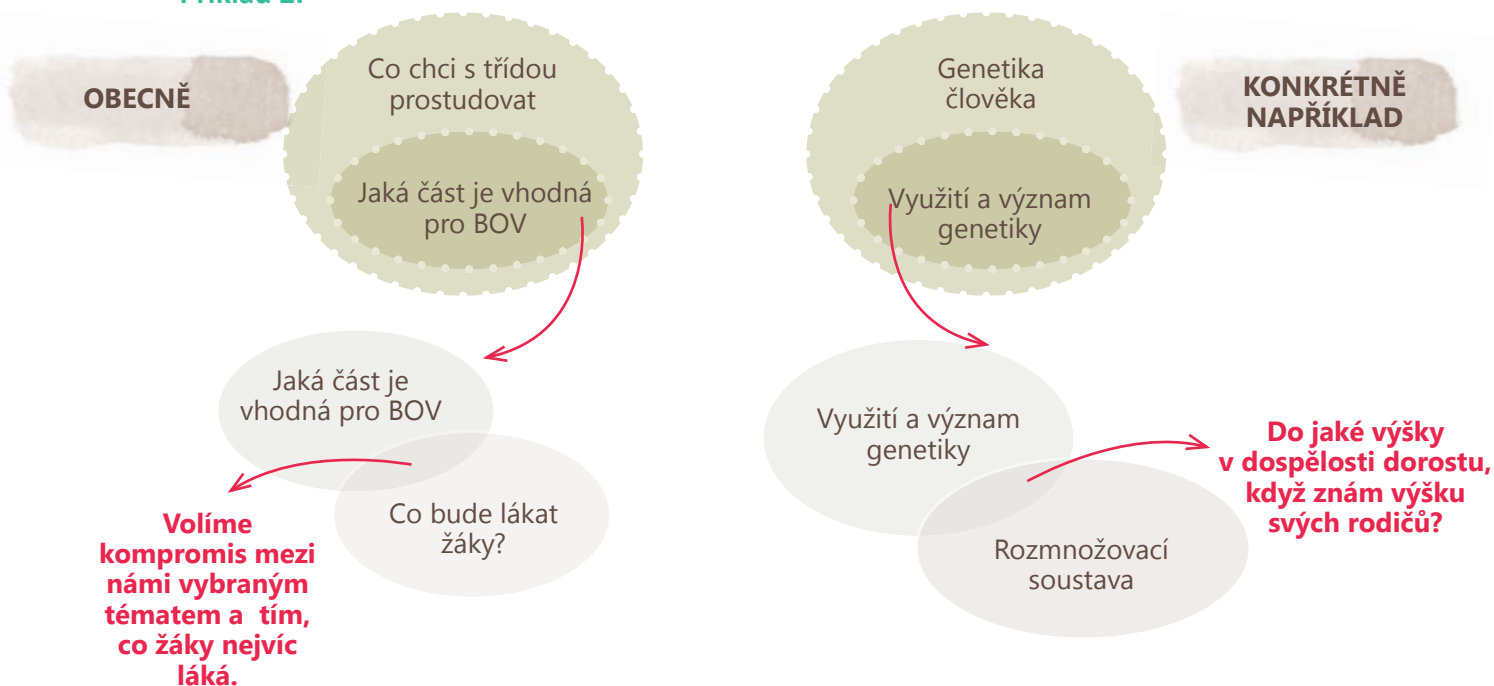 Příklad 2:
OBECNĚ
Co chci s třídou
prostudovat
Jaká část je vhodná
pro BOV
Jaká část je
vhodná pro BOV
Co bude lákat
žáky?
Volíme
kompromis mezi
námi vybraným
tématem a tím,
co žáky nejvíc
láká.
Genetika
člověka
KONKRÉTNĚ
NAPŘÍKLAD
Využití a význam
genetiky
Využití a význam
genetiky
Rozmnožovací
soustava
Do jaké výšky
v dospělosti dorostu,
když znám výšku
svých rodičů?